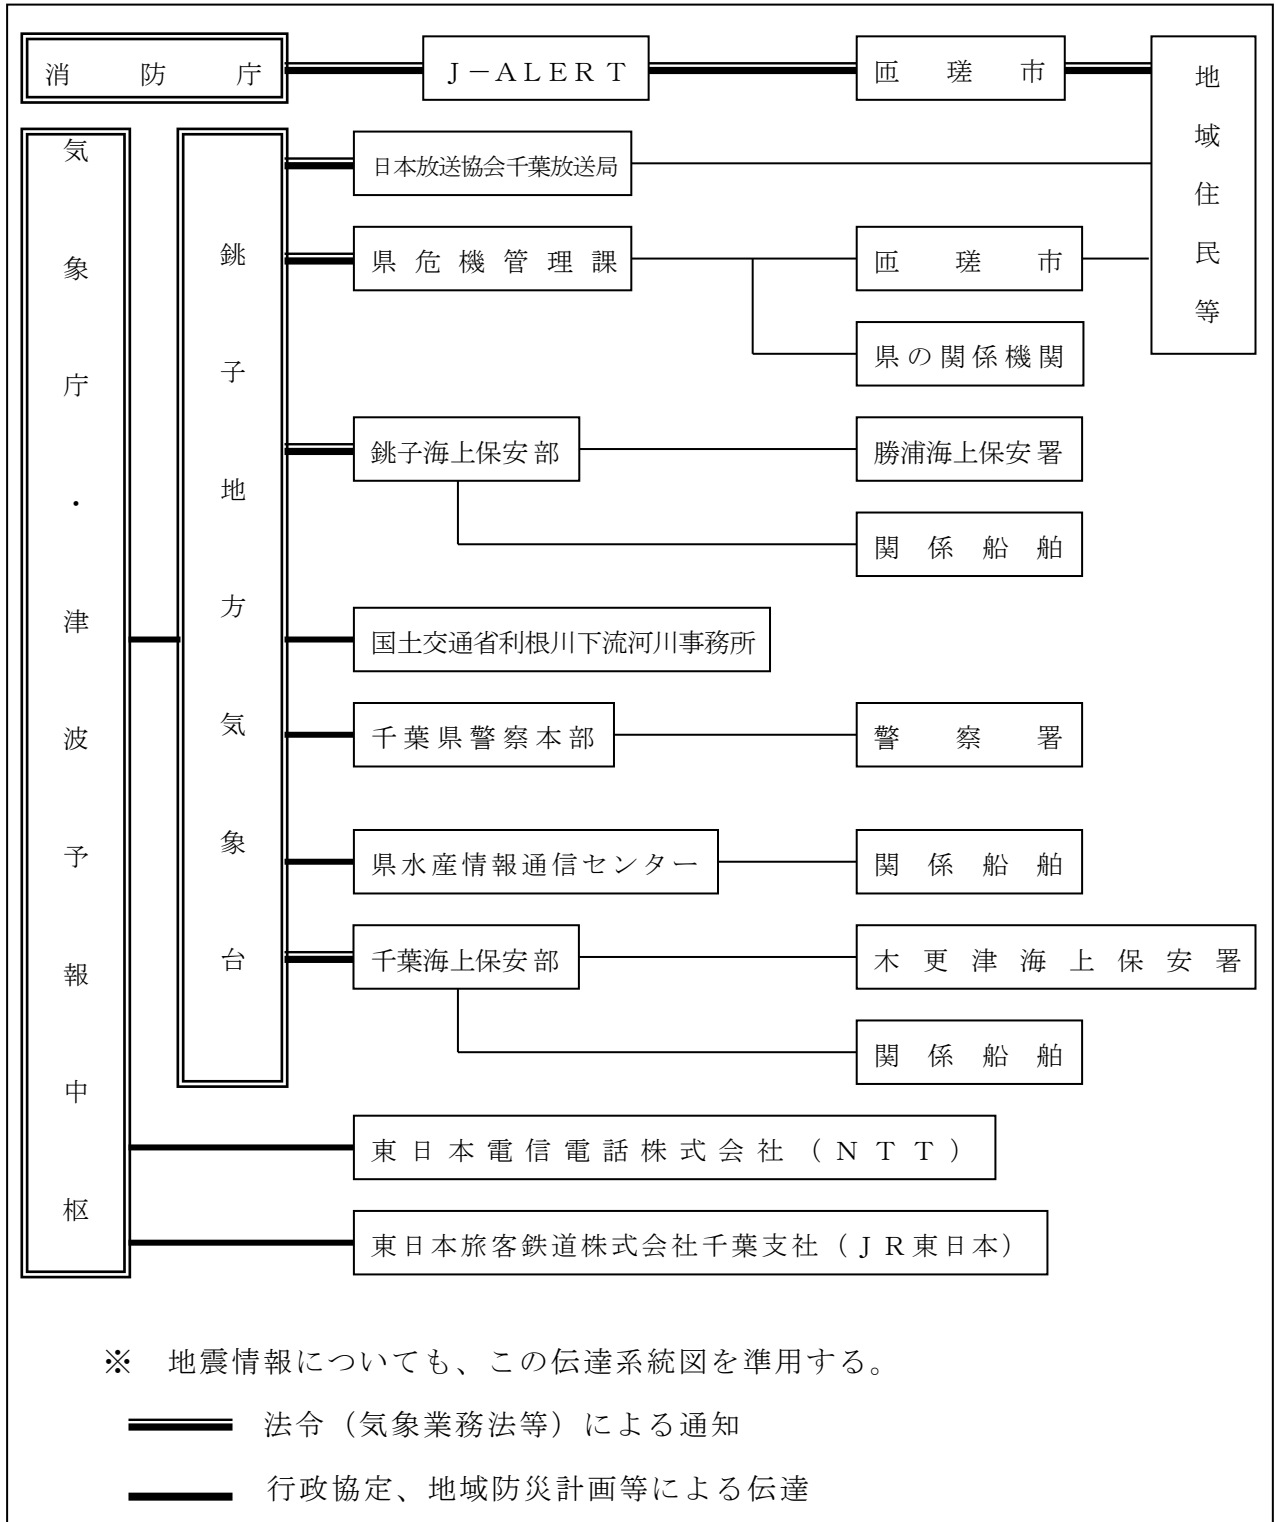 消防庁
J－ALERT
匝瑳市
地域住民等
気象庁・津波予報中枢
銚子地方気象台
日本放送協会千葉放送局
県危機管理課
匝瑳市
県の関係機関
銚子海上保安部
勝浦海上保安署
関係船舶
国土交通省利根川下流河川事務所
千葉県警察本部
警察署
県水産情報通信センター
関係船舶
千葉海上保安部
木更津海上保安署
関係船舶
東日本電信電話株式会社（NTT）
東日本旅客鉄道株式会社千葉支社（JR東日本）
※　地震情報についても、この伝達系統図を準用する。
法令（気象業務法等）による通知
行政協定、地域防災計画等による伝達